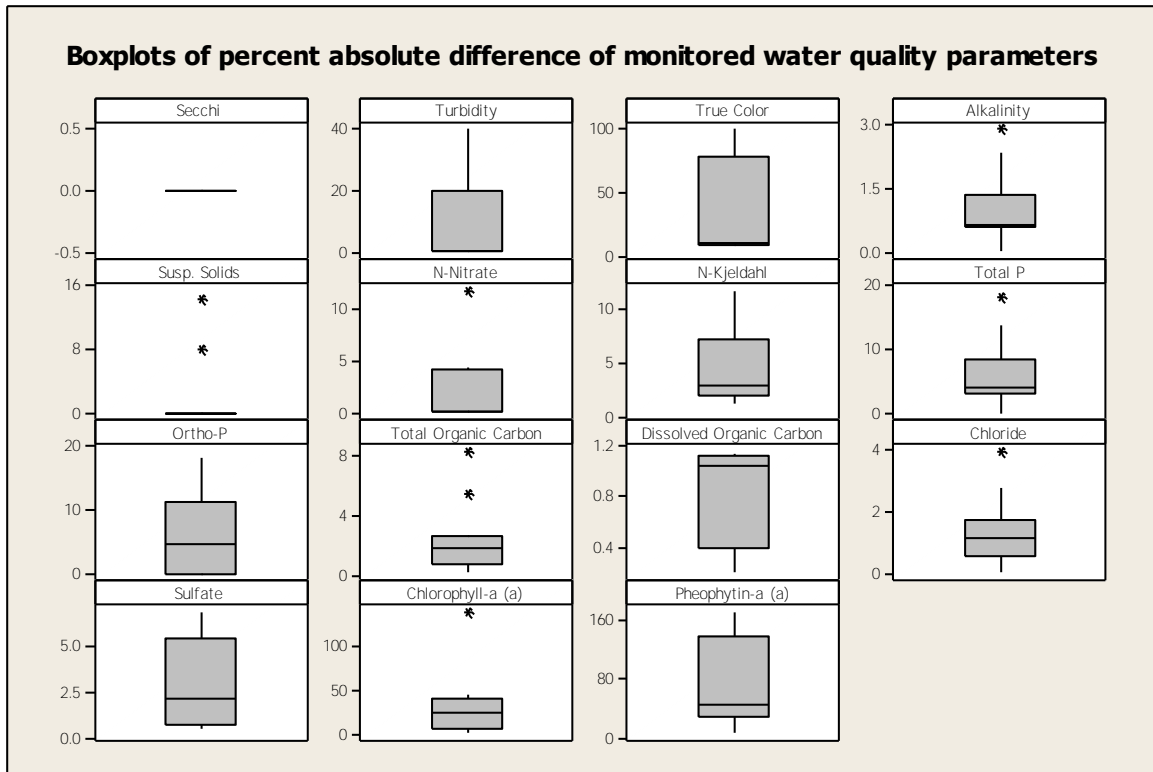 Boxplots of percent absolute difference of monitored water quality parameters
Secchi
Turbidity
True Color
Alkalinity
0.5
0.0
-0.5
40
20
0
100
50
0
3.0
1.5
0.0
Susp. Solids
N-Nitrate
N-Kjeldahl
Total P
16
8
0
10
5
0
10
5
0
20
10
0
Ortho-P
Total Organic Carbon
Dissolved Organic Carbon
Chloride
20
10
0
8
4
0
1.2
0.8
0.4
4
2
0
Sulfate
Chlorophyll-a (a)
Pheophytin-a (a)
5.0
2.5
0.0
100
50
0
160
80
0